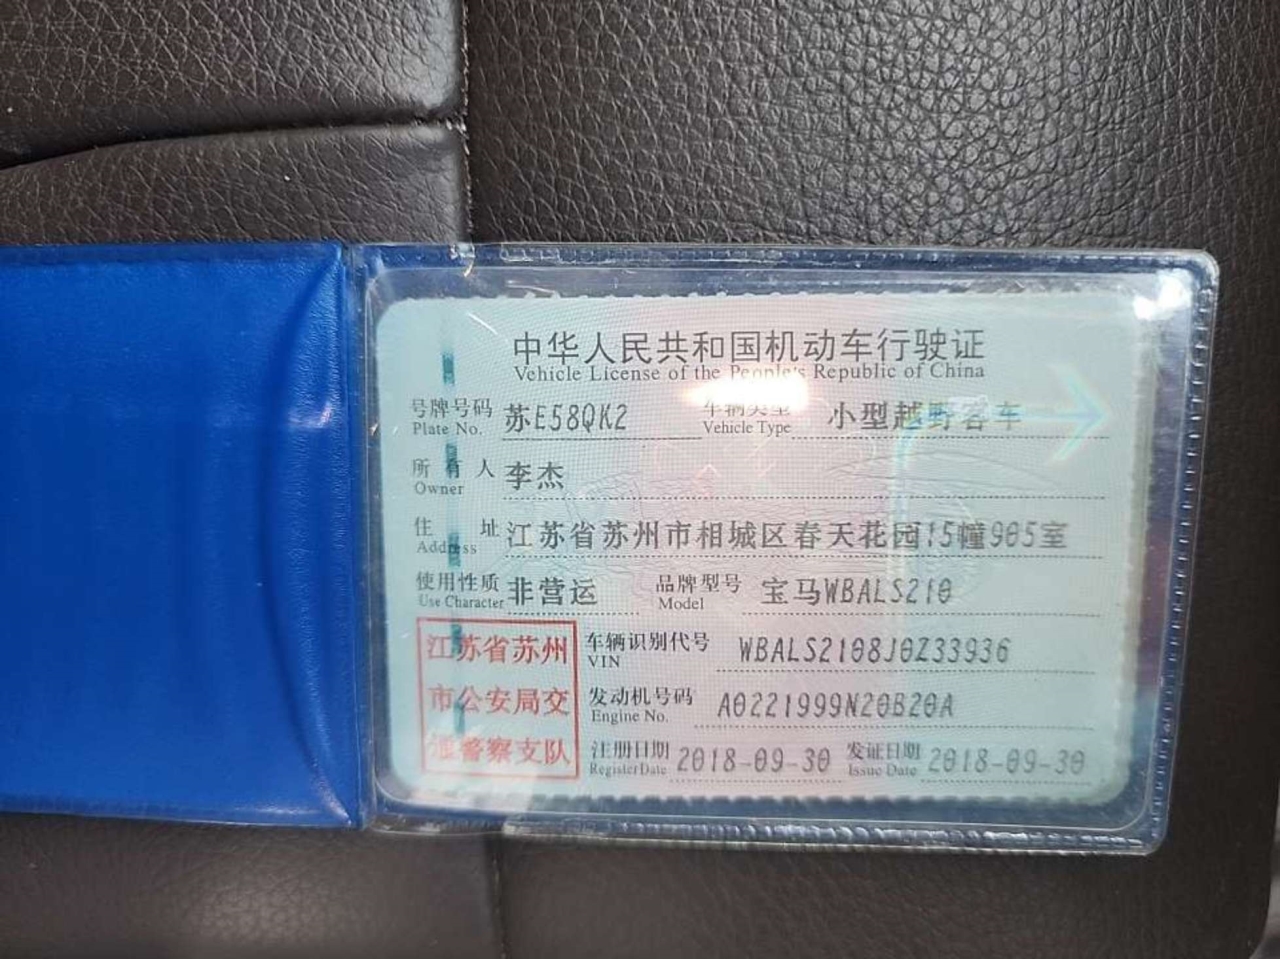 中华人民共和国机动车行驶证
Vehicle License of the People's Republic of China
号牌号码 苏E58QK2 车辆类型 小型越野客车
Plate No. Vehicle Type
所有人 李杰
Owner
住址 江苏省苏州市相城区春天花园15幢905室
Address
使用性质 非营运 品牌型号 宝马WBALS210
Use Character Model
江苏省苏州 车辆识别代号 WBALS2108J0Z33936
VIN
市公安局交 发动机号码 A0221999N20B20A
Engine No.
警察支队 注册日期 2018-09-30 发证日期 2018-09-30
Register Date Issue Date